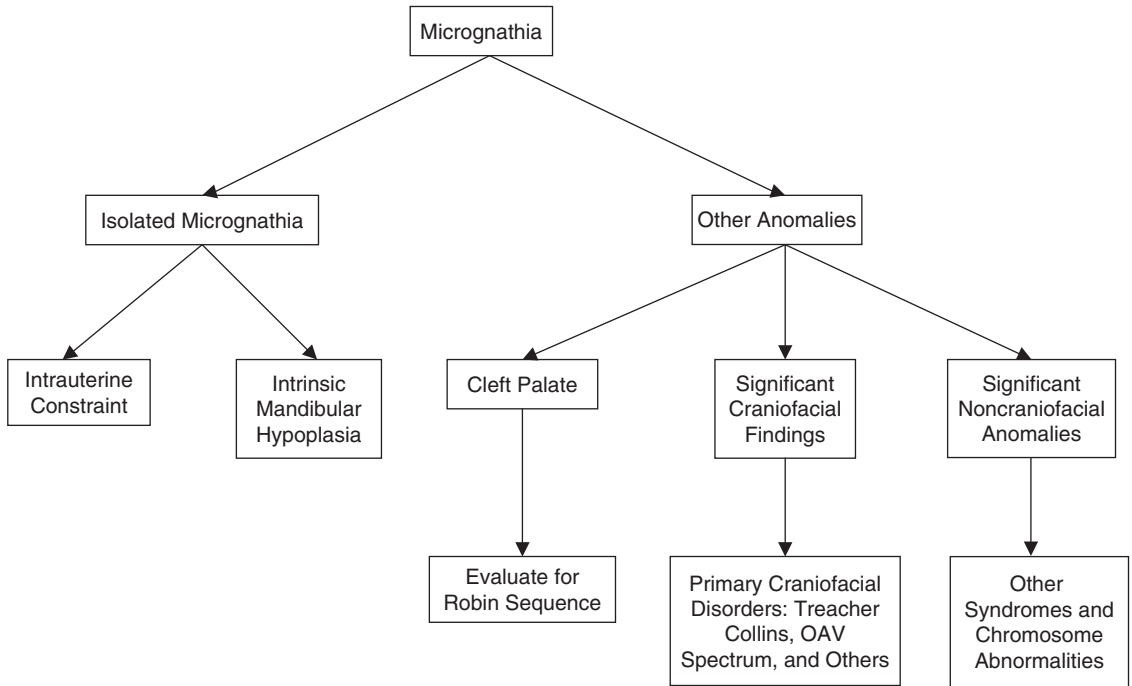 Micrognathia
Isolated Micrognathia
Other Anomalies
Intrauterine
Constraint
Intrinsic
Mandibular
Hypoplasia
Cleft Palate
Significant
Craniofacial
Findings
Significant
Noncraniofacial
Anomalies
Evaluate for
Robin Sequence
Primary Craniofacial
Disorders: Treacher
Collins, OAV
Spectrum, and Others
Other
Syndromes and
Chromosome
Abnormalities